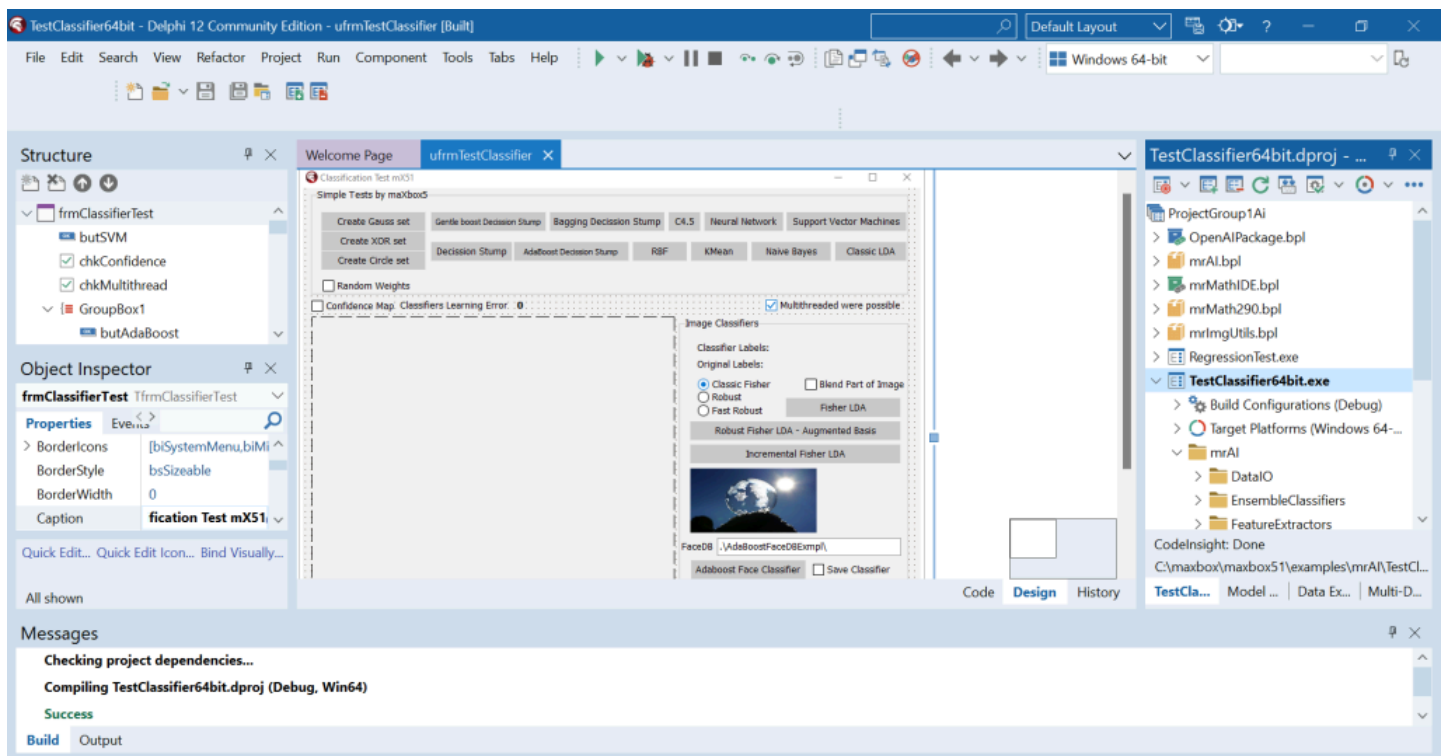 TestClassifier64bit - Delphi 12 Community Edition - ufrmTestClassifier [Built]
Default Layout
?
File Edit Search View Refactor Project Run Component Tools Tabs Help
Windows 64-bit
Structure
frmClassifierTest
butSVM
chkConfidence
chkMultithread
GroupBox1
butAdaBoost
Object Inspector
frmClassifierTest TfrmClassifierTest
Properties
BorderIcons [biSystemMenu,biMi
BorderStyle bsSizeable
BorderWidth 0
Caption fication Test mX51
Quick Edit... Quick Edit Icon... Bind Visually...
All shown
Welcome Page ufrmTestClassifier
Classification Test mX51
Simple Tests by maXbox5
Create Gauss set Gentle boost Decission Stump Bagging Decission Stump C4.5 Neural Network Support Vector Machines
Create XOR set
Decission Stump AdaBoost Decission Stump RBF KMean Naive Bayes Classic LDA
Create Circle set
Random Weights
Confidence Map Classifiers Learning Error: 0 Multithreaded were possible
Image Classifiers
Classifier Labels:
Original Labels:
Classic Fisher Blend Part of Image
Robust
Fast Robust Fisher LDA
Robust Fisher LDA - Augmented Basis
Incremental Fisher LDA
FaceDB .\AdaBoostFaceDBExmpl\
Adaboost Face Classifier Save Classifier
Code Design History
TestClassifier64bit.dproj - ...
ProjectGroup1Ai
OpenAIPackage.bpl
mrAI.bpl
mrMathIDE.bpl
mrMath290.bpl
mrImgUtils.bpl
RegressionTest.exe
TestClassifier64bit.exe
Build Configurations (Debug)
Target Platforms (Windows 64-...
mrAI
DataIO
EnsembleClassifiers
FeatureExtractors
CodeInsight: Done
C:\maxbox\maxbox51\examples\mrAI\TestCl...
TestCla... Model ... Data Ex... Multi-D...
Messages
Checking project dependencies...
Compiling TestClassifier64bit.dproj (Debug, Win64)
Success
Build Output